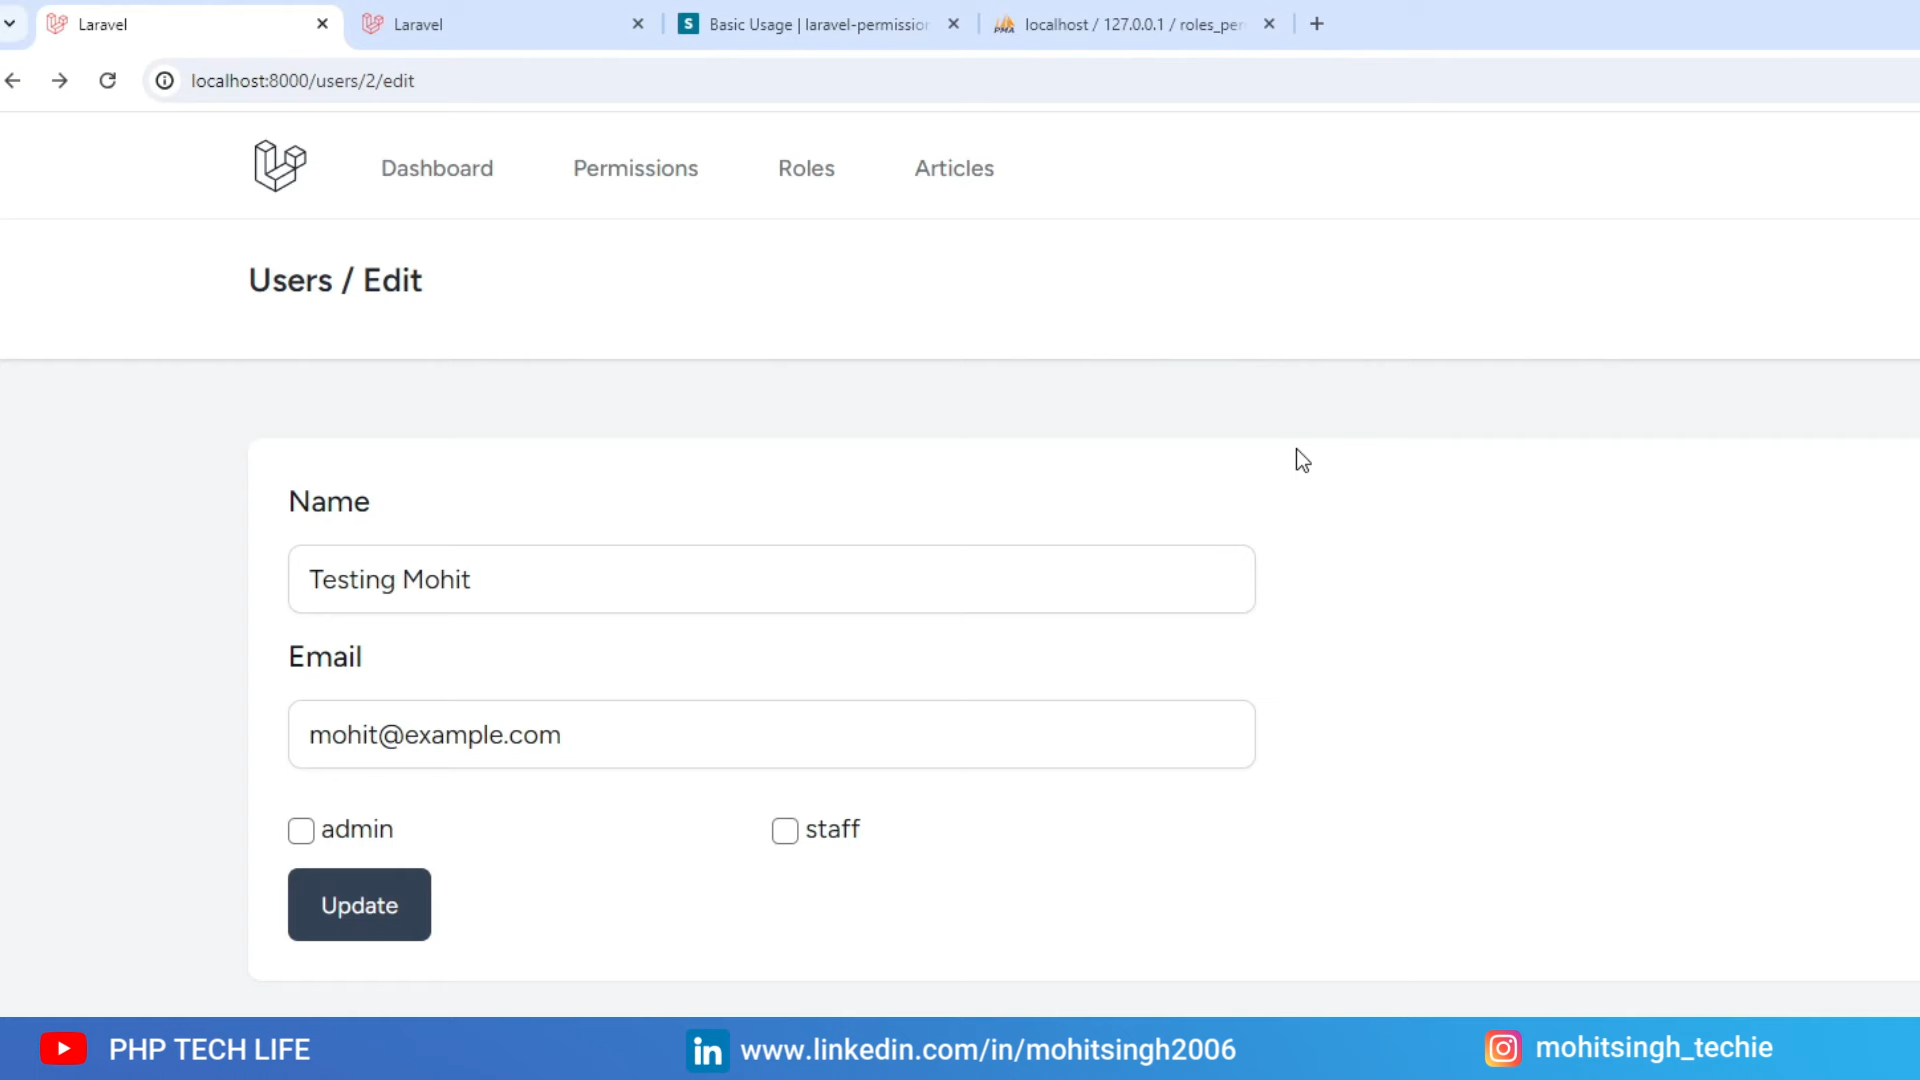 Laravel
Laravel
Basic Usage | laravel-permission
localhost / 127.0.0.1 / roles_per
localhost:8000/users/2/edit
Dashboard
Permissions
Roles
Articles
Users / Edit
Name
Testing Mohit
Email
mohit@example.com
admin
staff
Update
PHP TECH LIFE
www.linkedin.com/in/mohitsingh2006
mohitsingh_techie